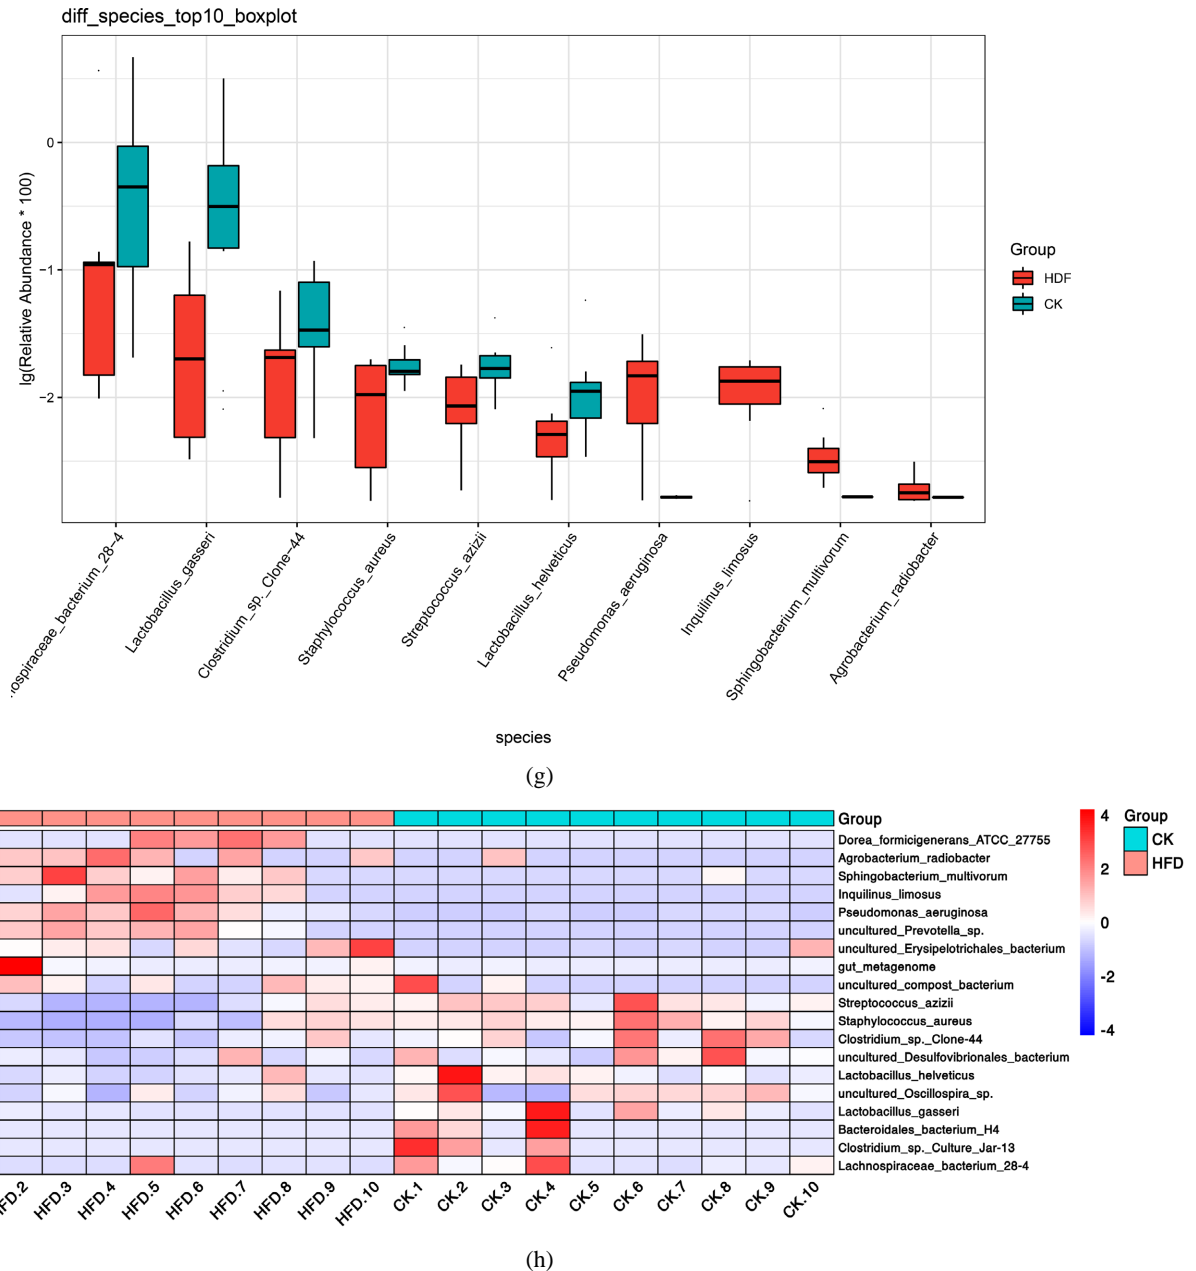 diff_species_top10_boxplot
lg(Relative Abundance * 100)
0
−1
−2
Group
HDF
CK
...ospiraceae_bacterium_28−4
Lactobacillus_gasseri
Clostridium_sp._Clone−44
Staphylococcus_aureus
Streptococcus_azizii
Lactobacillus_helveticus
Pseudomonas_aeruginosa
Inquilinus_limosus
Sphingobacterium_multivorum
Agrobacterium_radiobacter
species
(g)
Group
Dorea_formicigenerans_ATCC_27755
Agrobacterium_radiobacter
Sphingobacterium_multivorum
Inquilinus_limosus
Pseudomonas_aeruginosa
uncultured_Prevotella_sp.
uncultured_Erysipelotrichales_bacterium
gut_metagenome
uncultured_compost_bacterium
Streptococcus_azizii
Staphylococcus_aureus
Clostridium_sp._Clone-44
uncultured_Desulfovibrionales_bacterium
Lactobacillus_helveticus
uncultured_Oscillospira_sp.
Lactobacillus_gasseri
Bacteroidales_bacterium_H4
Clostridium_sp._Culture_Jar-13
Lachnospiraceae_bacterium_28-4
4
2
0
-2
-4
Group
CK
HFD
HFD.2
HFD.3
HFD.4
HFD.5
HFD.6
HFD.7
HFD.8
HFD.9
HFD.10
CK.1
CK.2
CK.3
CK.4
CK.5
CK.6
CK.7
CK.8
CK.9
CK.10
(h)